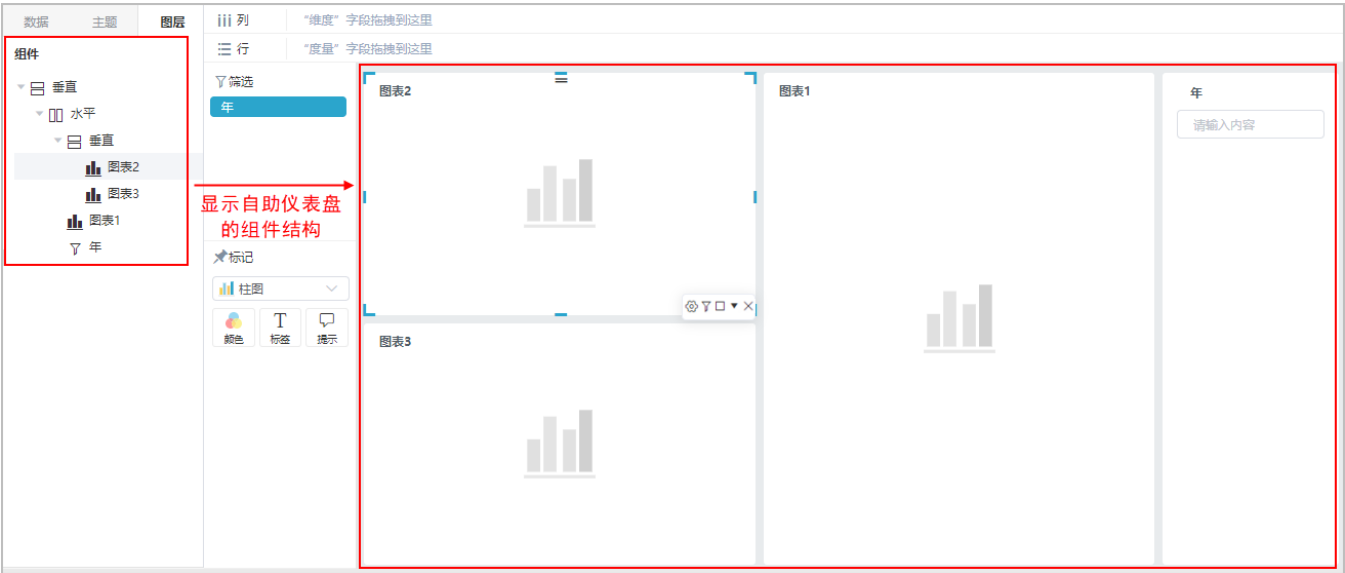 数据 主题 图层
组件
垂直
水平
垂直
图表2
图表3
图表1
年
列 “维度” 字段拖拽到这里
行 “度量” 字段拖拽到这里
筛选
年
显示自助仪表盘
的组件结构
标记
柱图
颜色 标签 提示
图表2
图表3
图表1
年
请输入内容